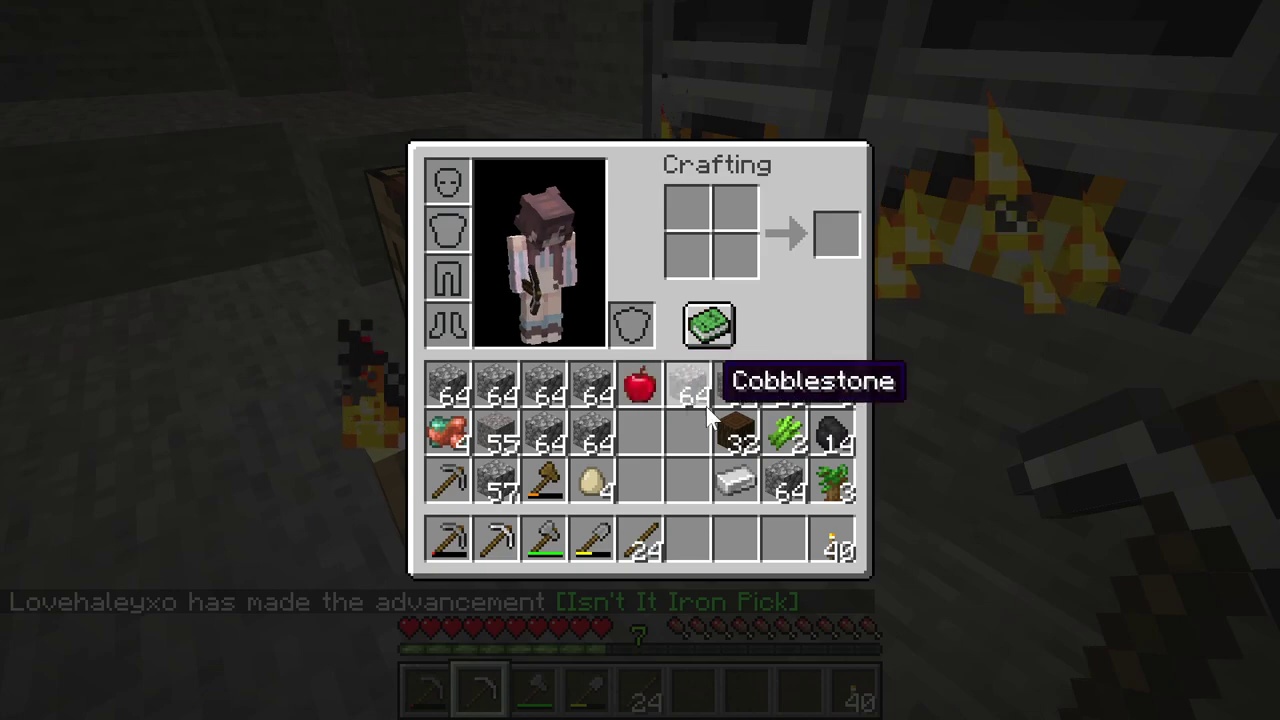 Crafting
64 64 64 64 64
Cobblestone
4 55 64 64 32 2 14
57 4 64 3
24 40
Lovehaleyxo has made the advancement [Isn't It Iron Pick]
7
24 40